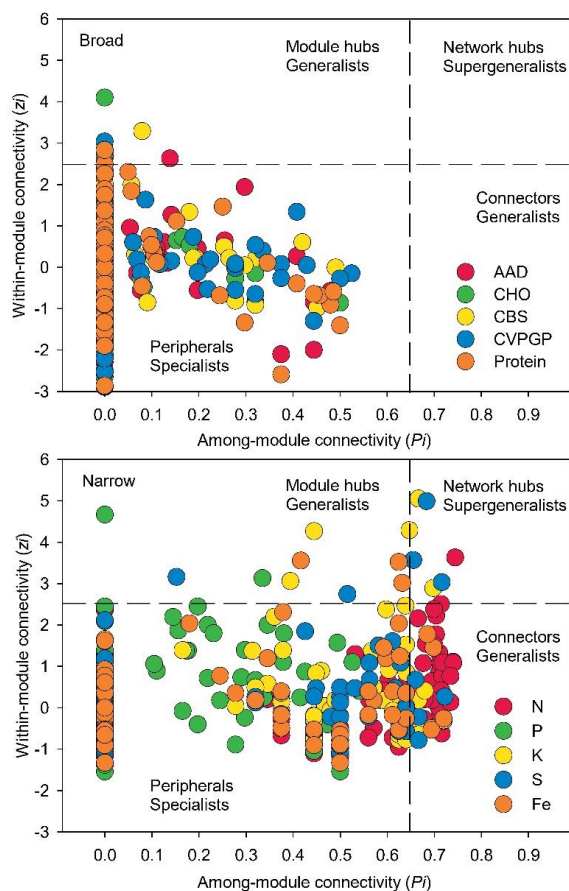 Broad
Module hubs
Generalists
Network hubs
Supergeneralists
Connectors
Generalists
AAD
CHO
CBS
CVPGP
Protein
Peripherals
Specialists
Within-module connectivity (zi)
6
5
4
3
2
1
0
-1
-2
-3
0.0 0.1 0.2 0.3 0.4 0.5 0.6 0.7 0.8 0.9
Among-module connectivity (Pi)
Narrow
Module hubs
Generalists
Network hubs
Supergeneralists
Connectors
Generalists
N
P
K
S
Fe
Peripherals
Specialists
Within-module connectivity (zi)
6
5
4
3
2
1
0
-1
-2
-3
0.0 0.1 0.2 0.3 0.4 0.5 0.6 0.7 0.8 0.9
Among-module connectivity (Pi)